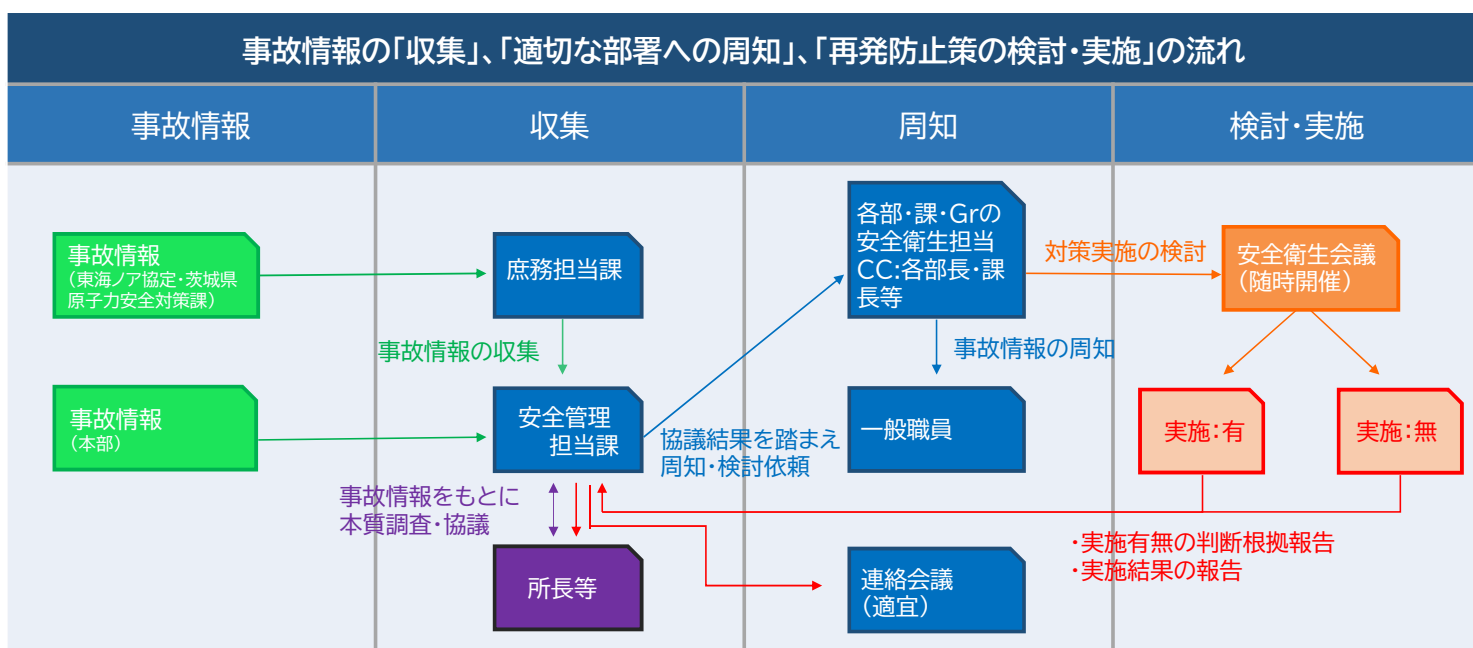 事故情報の「収集」、「適切な部署への周知」、「再発防止策の検討・実施」の流れ
事故情報
収集
周知
検討・実施
事故情報
（東海ノア協定・茨城県
原子力安全対策課）
庶務担当課
各部・課・Grの
安全衛生担当
CC:各部長・課
長等
対策実施の検討
安全衛生会議
（随時開催）
事故情報の収集
事故情報の周知
事故情報
（本部）
安全管理
担当課
協議結果を踏まえ
周知・検討依頼
一般職員
実施：有
実施：無
事故情報をもとに
本質調査・協議
所長等
連絡会議
（適宜）
・実施有無の判断根拠報告
・実施結果の報告